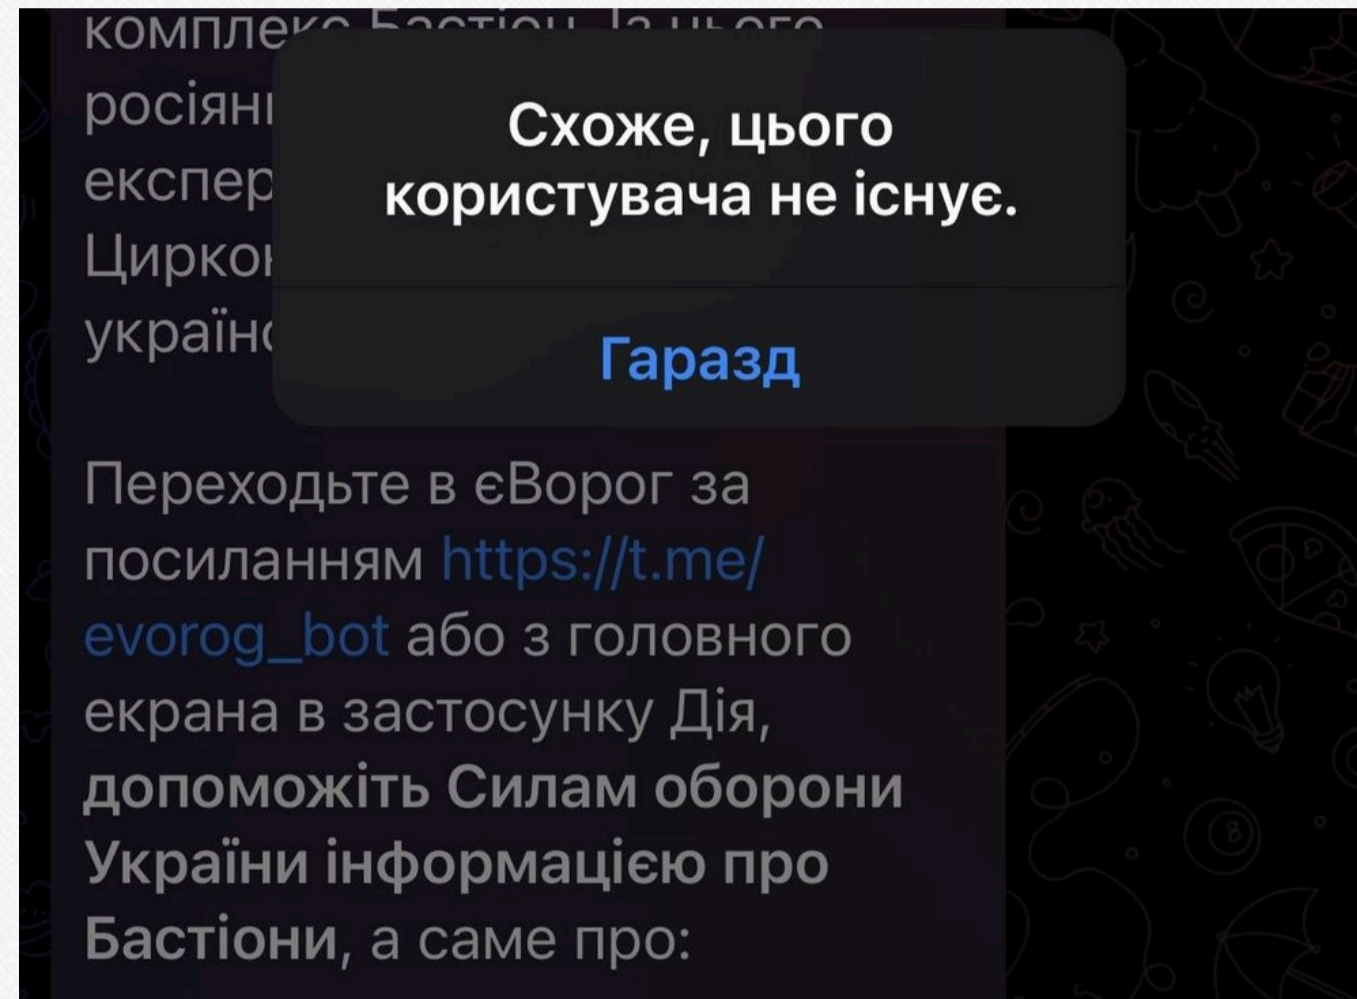 Схоже, цього
користувача не існує.
Гаразд
Переходьте в єВорог за
посиланням https://t.me/
evorog_bot або з головного
екрана в застосунку Дія,
допоможіть Силам оборони
України інформацією про
Бастіони, а саме про: